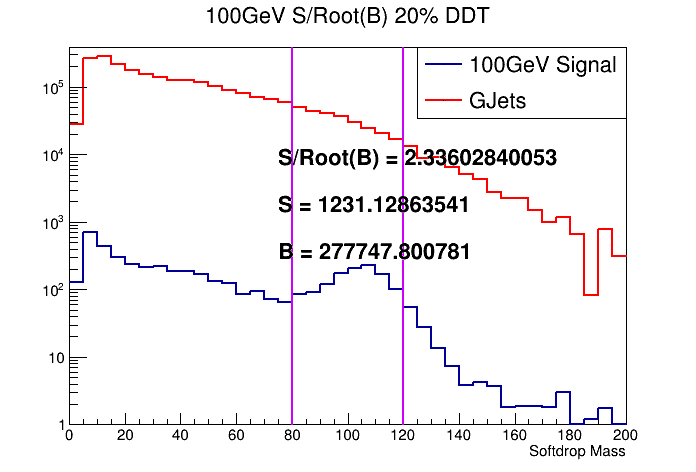 100GeV S/Root(B) 20% DDT
100GeV Signal
GJets
10^5
10^4
10^3
10^2
10
1
S/Root(B) = 2.33602840053
S = 1231.12863541
B = 277747.800781
0 20 40 60 80 100 120 140 160 180 200
Softdrop Mass